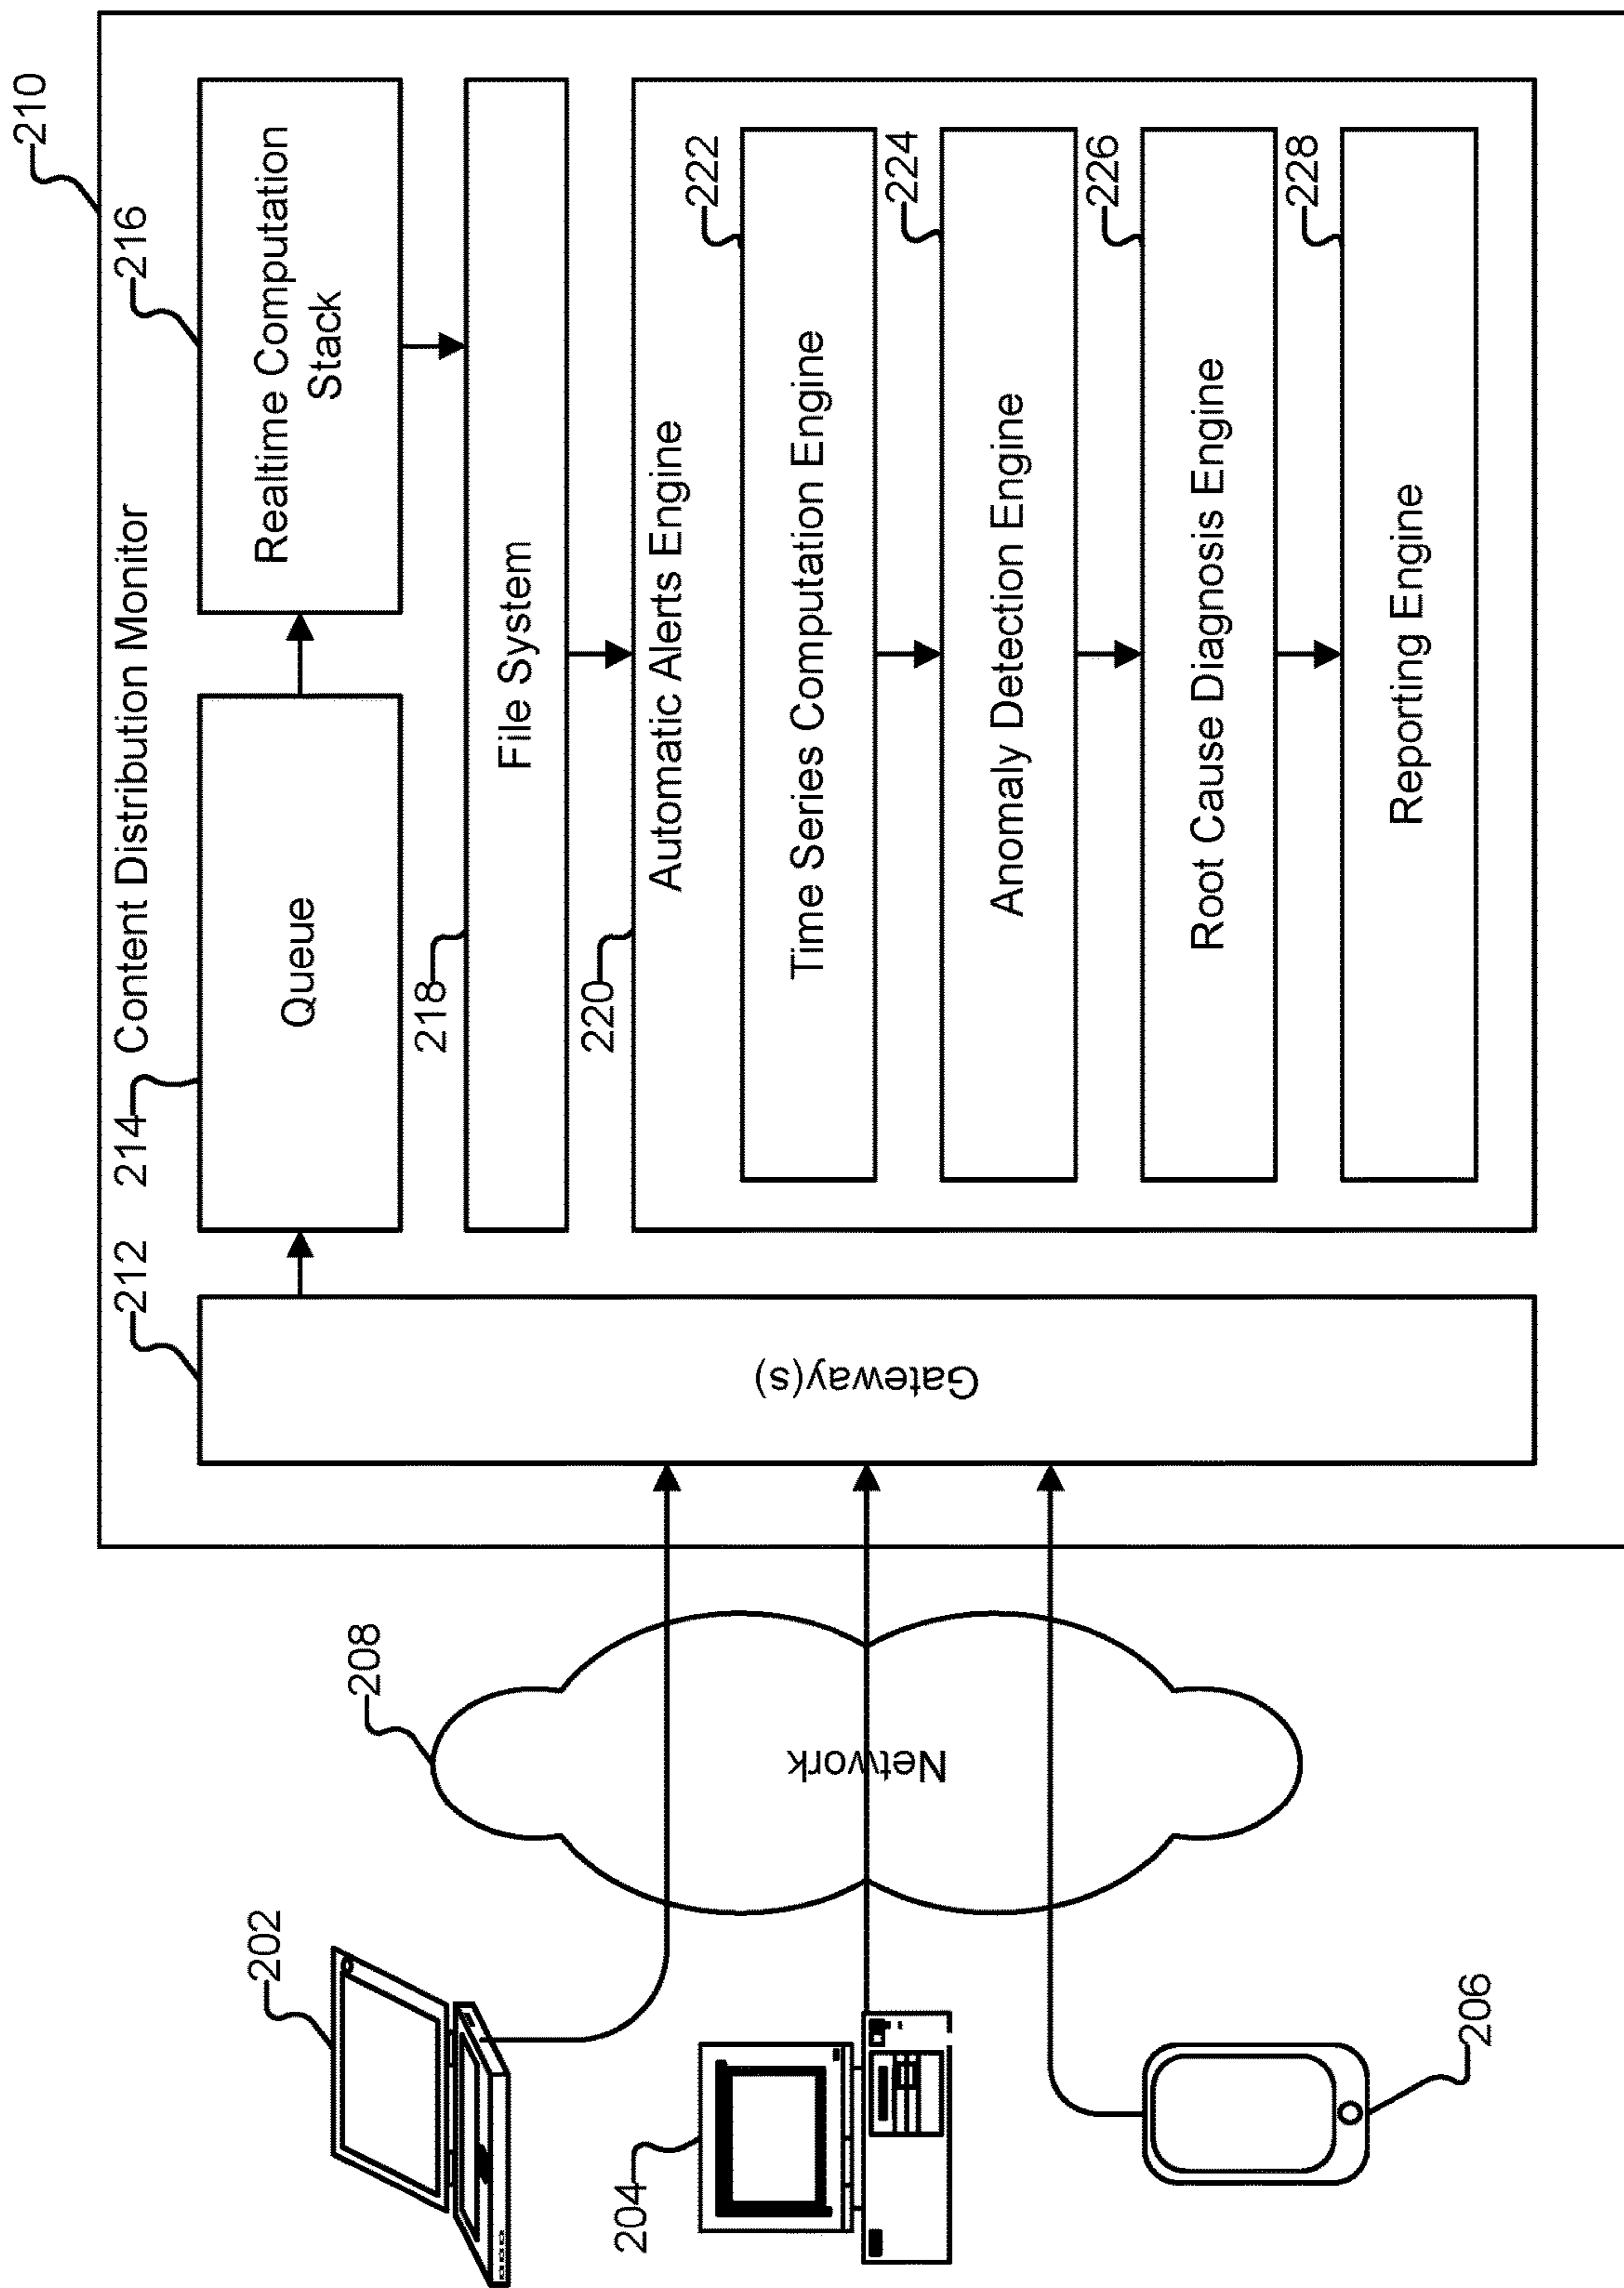 210
Content Distribution Monitor
212
214
216
Queue
Realtime Computation
Stack
218
File System
220
Automatic Alerts Engine
222
Time Series Computation Engine
224
Anomaly Detection Engine
226
Root Cause Diagnosis Engine
228
Reporting Engine
Gateway(s)
208
Network
202
204
206